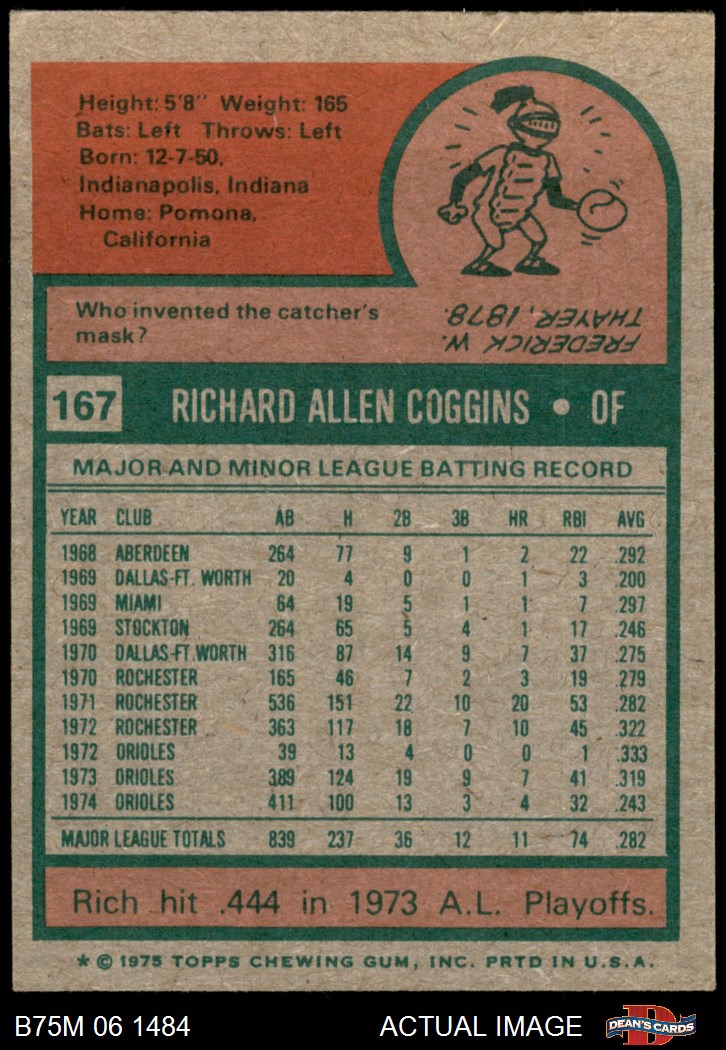 Height: 5'8" Weight: 165
Bats: Left Throws: Left
Born: 12-7-50,
Indianapolis, Indiana
Home: Pomona,
California
Who invented the catcher's
mask?
FREDERICK W.
THAYER, 1878.
167 RICHARD ALLEN COGGINS • OF
MAJOR AND MINOR LEAGUE BATTING RECORD
YEAR CLUB AB H 2B 3B HR RBI AVG
1968 ABERDEEN 264 77 9 1 2 22 .292
1969 DALLAS-FT. WORTH 20 4 0 0 1 3 .200
1969 MIAMI 64 19 5 1 1 7 .297
1969 STOCKTON 264 65 5 4 1 17 .246
1970 DALLAS-FT.WORTH 316 87 14 9 7 37 .275
1970 ROCHESTER 165 46 7 2 3 19 .279
1971 ROCHESTER 536 151 22 10 20 53 .282
1972 ROCHESTER 363 117 18 7 10 45 .322
1972 ORIOLES 39 13 4 0 0 1 .333
1973 ORIOLES 389 124 19 9 7 41 .319
1974 ORIOLES 411 100 13 3 4 32 .243
MAJOR LEAGUE TOTALS 839 237 36 12 11 74 .282
Rich hit .444 in 1973 A.L. Playoffs.
* © 1975 TOPPS CHEWING GUM, INC. PRTD IN U.S.A.
B75M 06 1484 ACTUAL IMAGE D DEAN'S CARDS